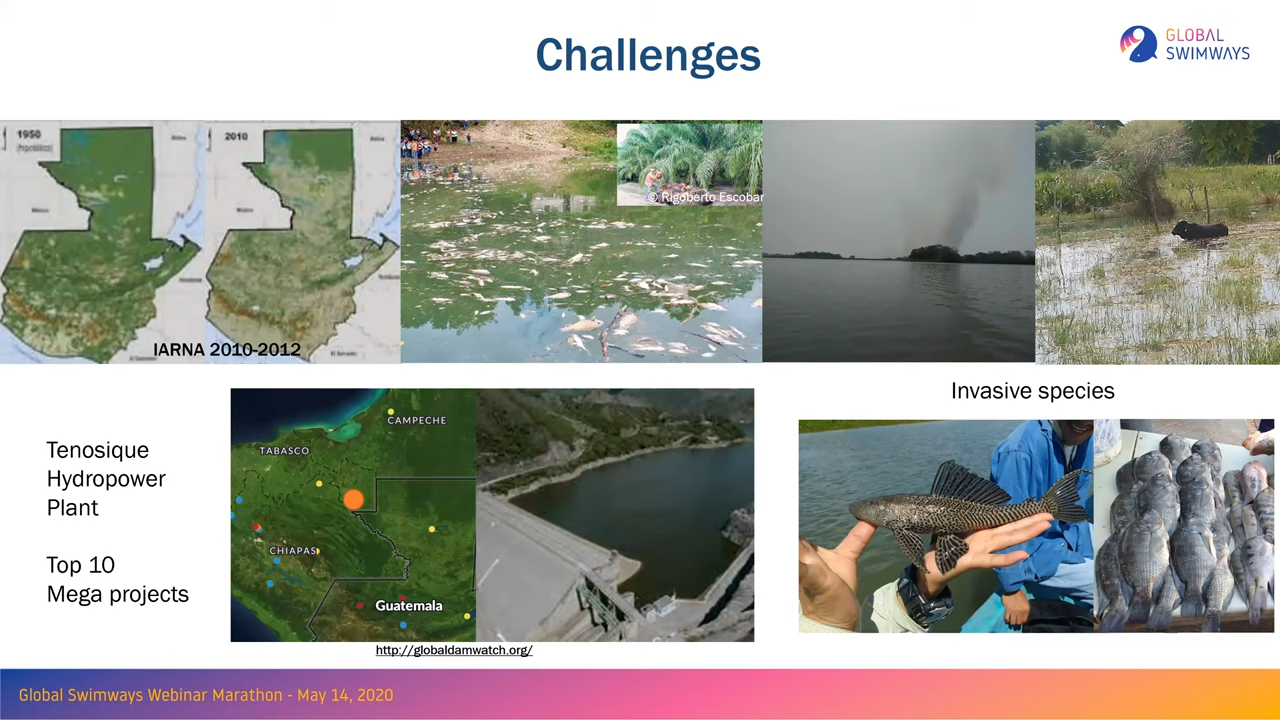 Challenges
GLOBAL
SWIMWAYS
1950
2010
IARNA 2010-2012
© Rigoberto Escobar
Invasive species
Tenosique
Hydropower
Plant
Top 10
Mega projects
CAMPECHE
TABASCO
CHIAPAS
Guatemala
http://globaldamwatch.org/
Global Swimways Webinar Marathon - May 14, 2020